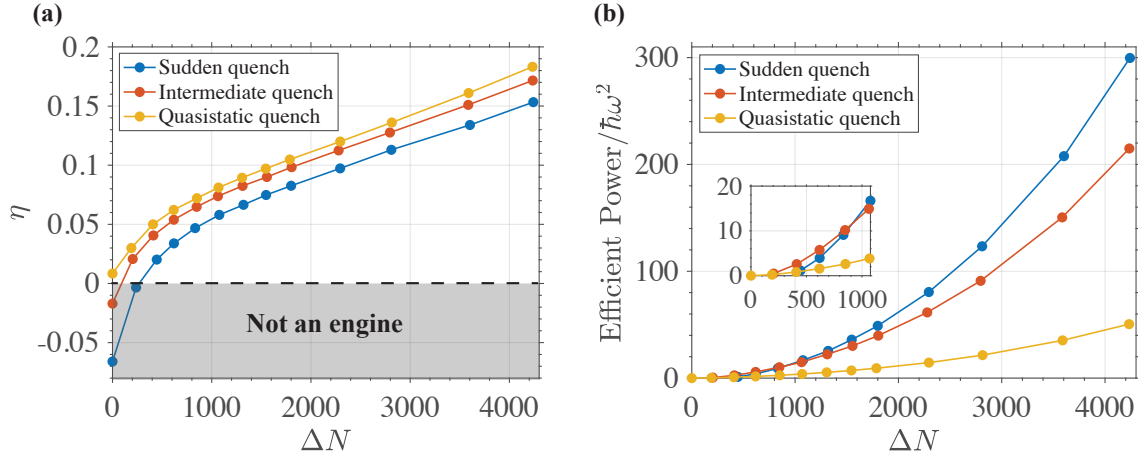 (a)
0.2
0.15
0.1
0.05
0
-0.05
η
Sudden quench
Intermediate quench
Quasistatic quench
Not an engine
0 1000 2000 3000 4000
ΔN
(b)
300
200
100
0
Efficient Power/ℏω²
Sudden quench
Intermediate quench
Quasistatic quench
20
10
0
0 500 1000
0 1000 2000 3000 4000
ΔN